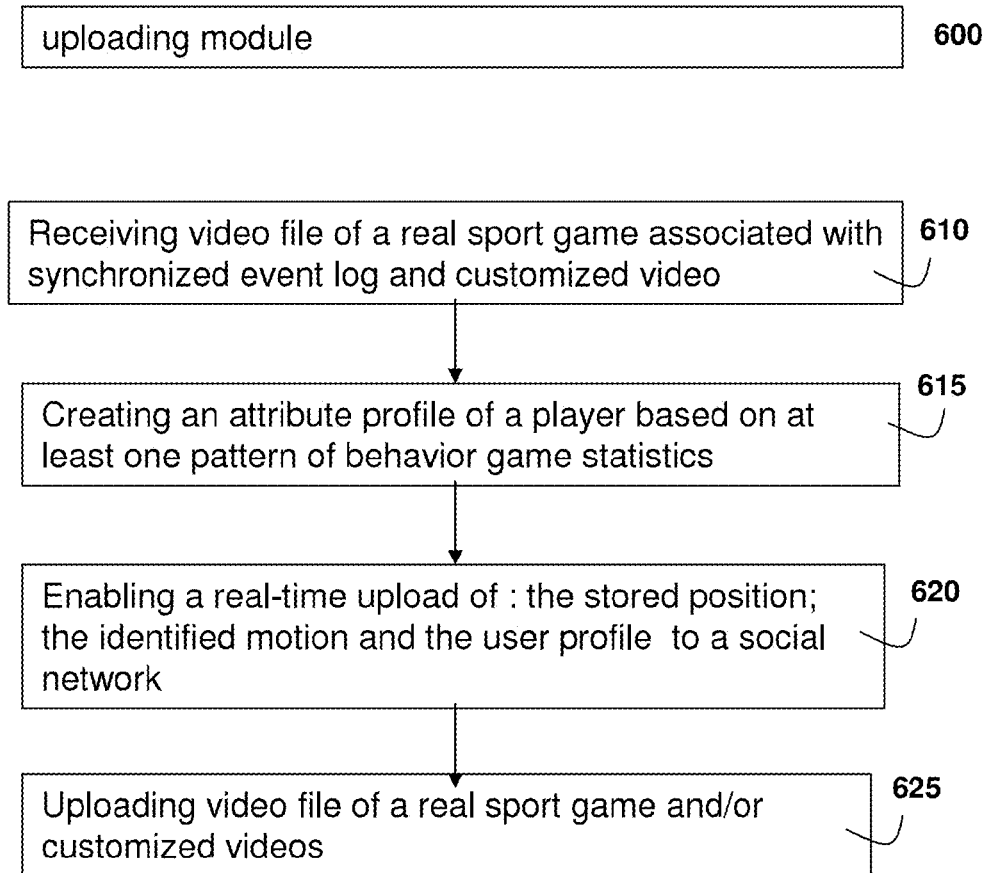 uploading module
600
Receiving video file of a real sport game associated with
synchronized event log and customized video
610
Creating an attribute profile of a player based on at
least one pattern of behavior game statistics
615
Enabling a real-time upload of : the stored position;
the identified motion and the user profile to a social
network
620
Uploading video file of a real sport game and/or
customized videos
625